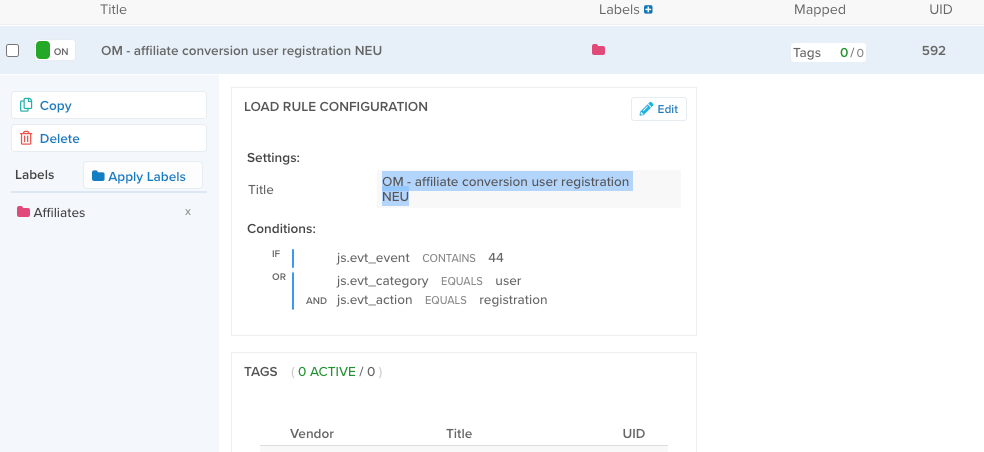 Title Labels Mapped UID
ON OM - affiliate conversion user registration NEU Tags 0 / 0 592
Copy
Delete
Labels Apply Labels
Affiliates x
LOAD RULE CONFIGURATION Edit
Settings:
Title OM - affiliate conversion user registration
NEU
Conditions:
IF js.evt_event CONTAINS 44
OR js.evt_category EQUALS user
AND js.evt_action EQUALS registration
TAGS ( 0 ACTIVE / 0 )
Vendor Title UID